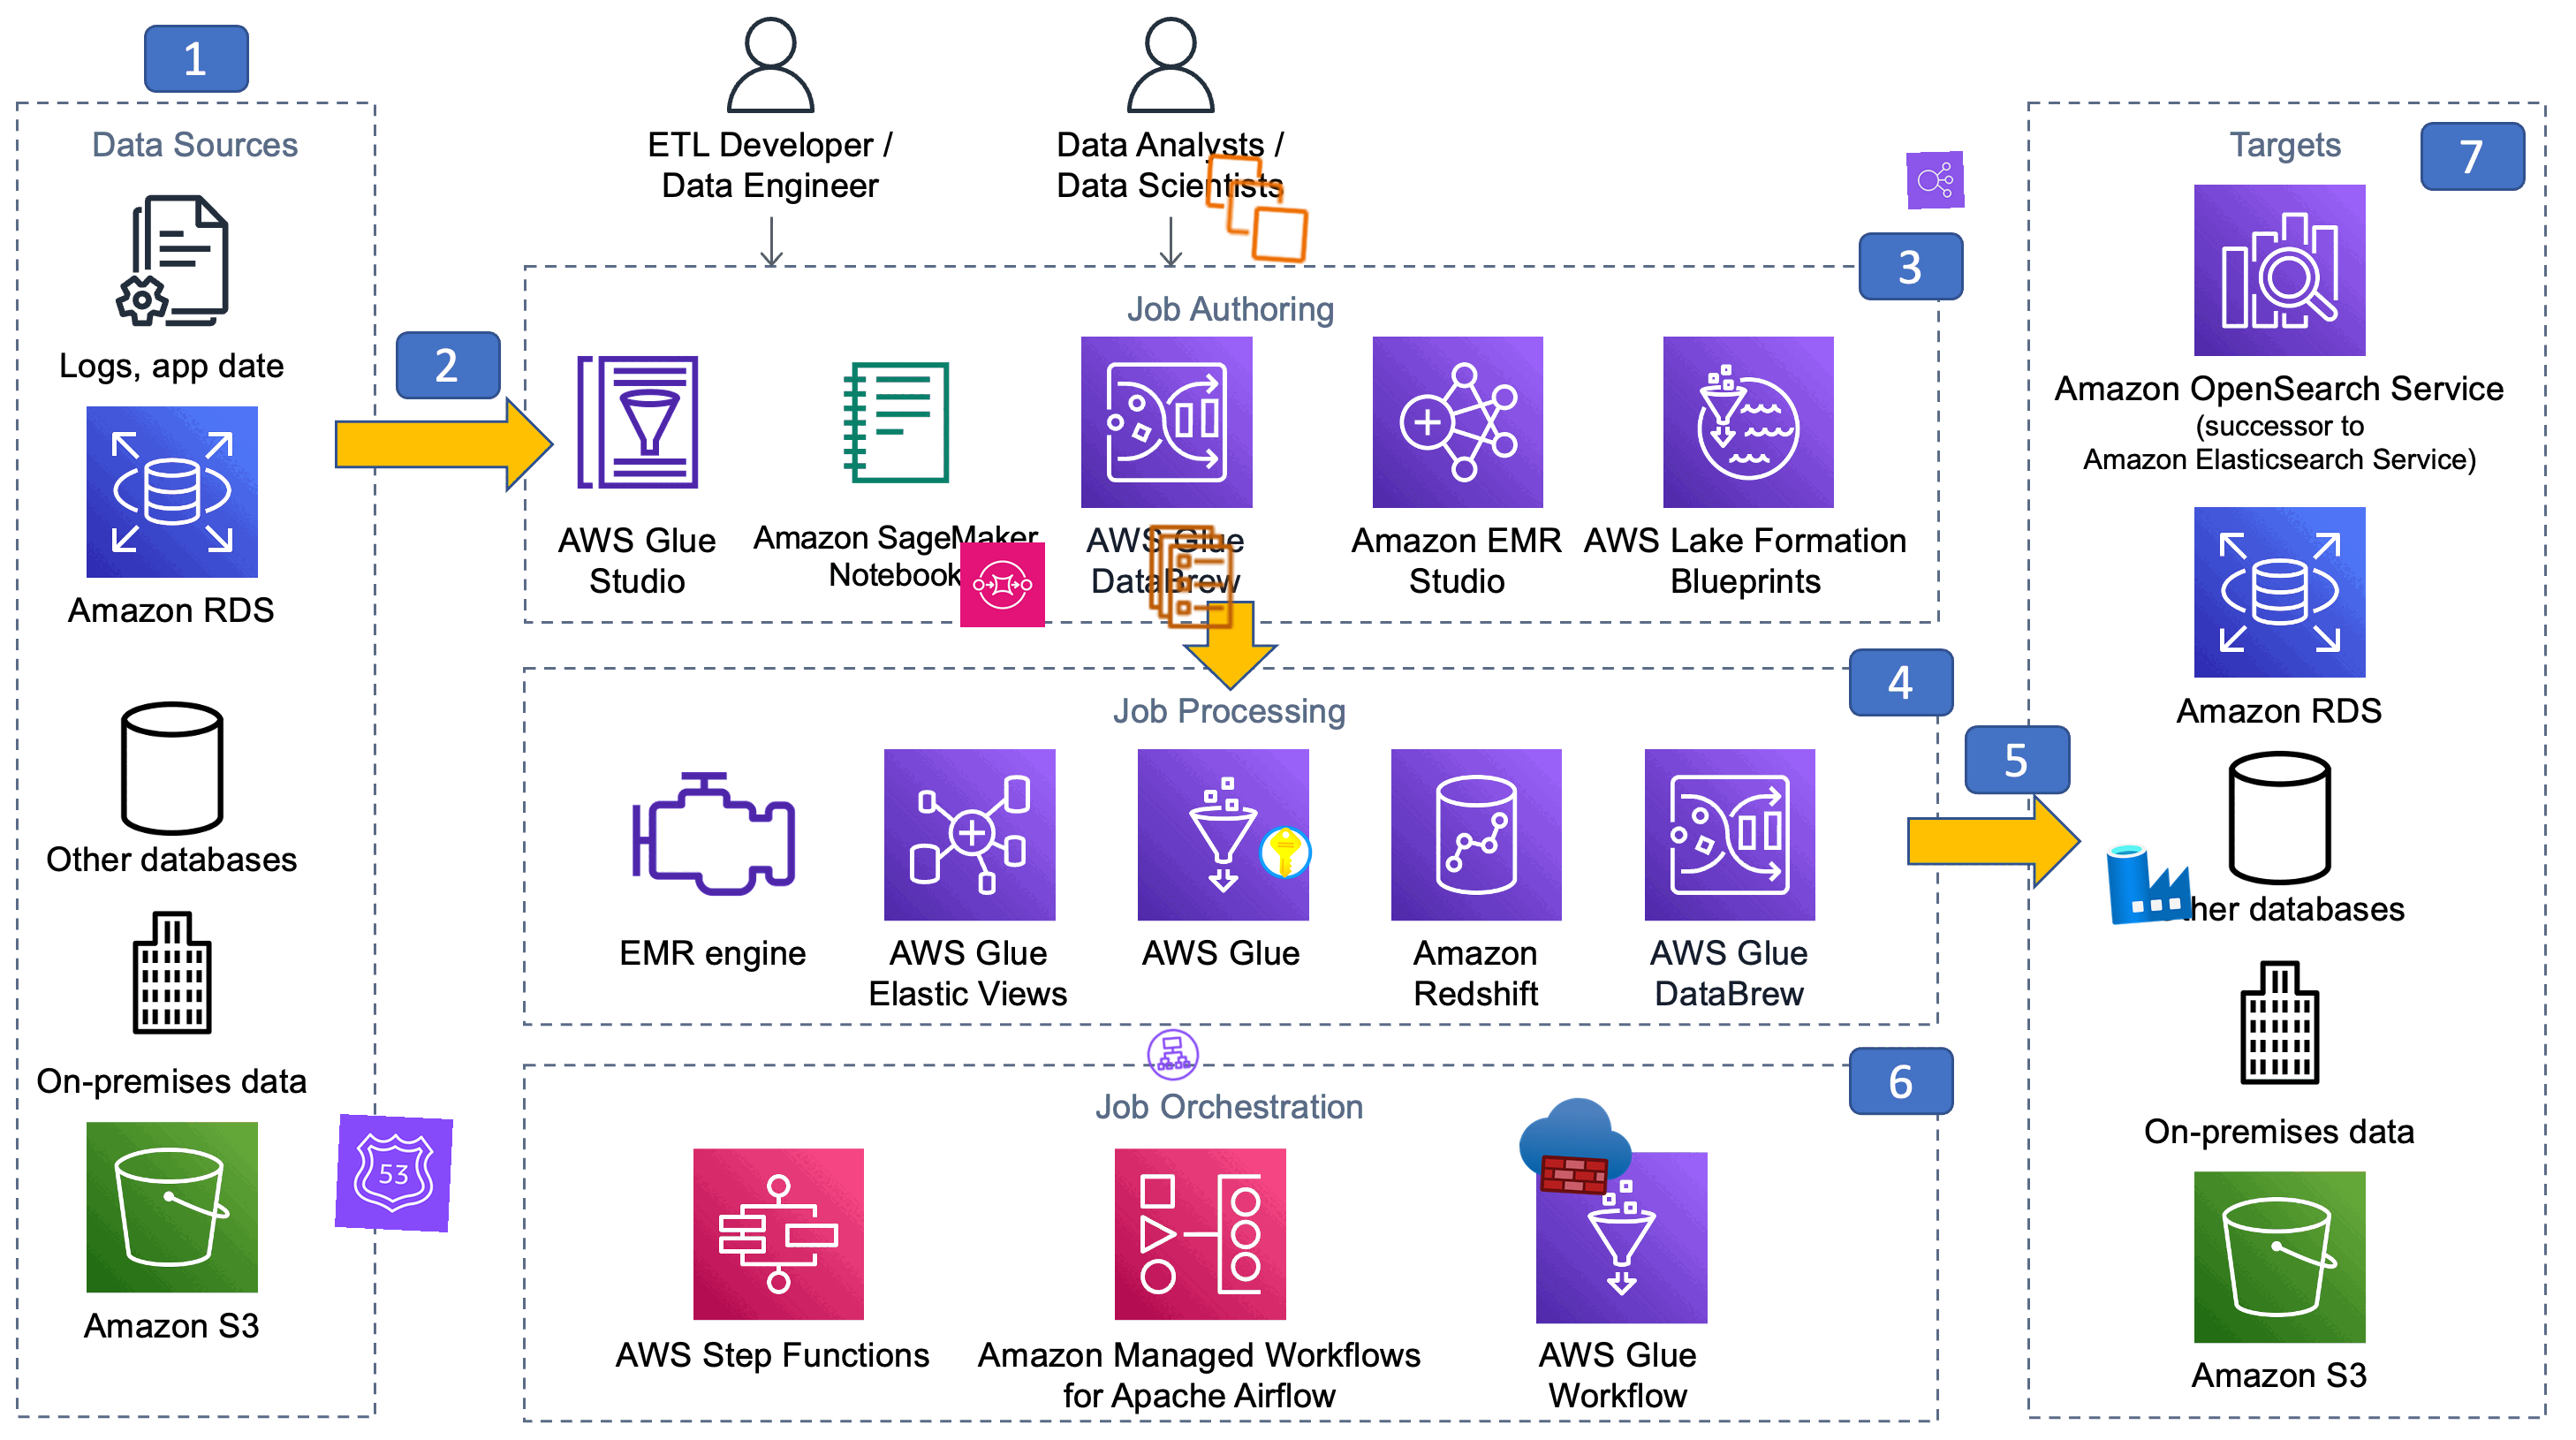 1
Data Sources
Logs, app date
Amazon RDS
Other databases
On-premises data
Amazon S3
53
2
ETL Developer /
Data Engineer
Data Analysts /
Data Scientists
3
Job Authoring
AWS Glue
Studio
Amazon SageMaker
Notebook
AWS Glue
DataBrew
Amazon EMR
Studio
AWS Lake Formation
Blueprints
4
Job Processing
EMR engine
AWS Glue
Elastic Views
AWS Glue
Amazon
Redshift
AWS Glue
DataBrew
5
6
Job Orchestration
AWS Step Functions
Amazon Managed Workflows
for Apache Airflow
AWS Glue
Workflow
7
Targets
Amazon OpenSearch Service
(successor to
Amazon Elasticsearch Service)
Amazon RDS
databases
On-premises data
Amazon S3